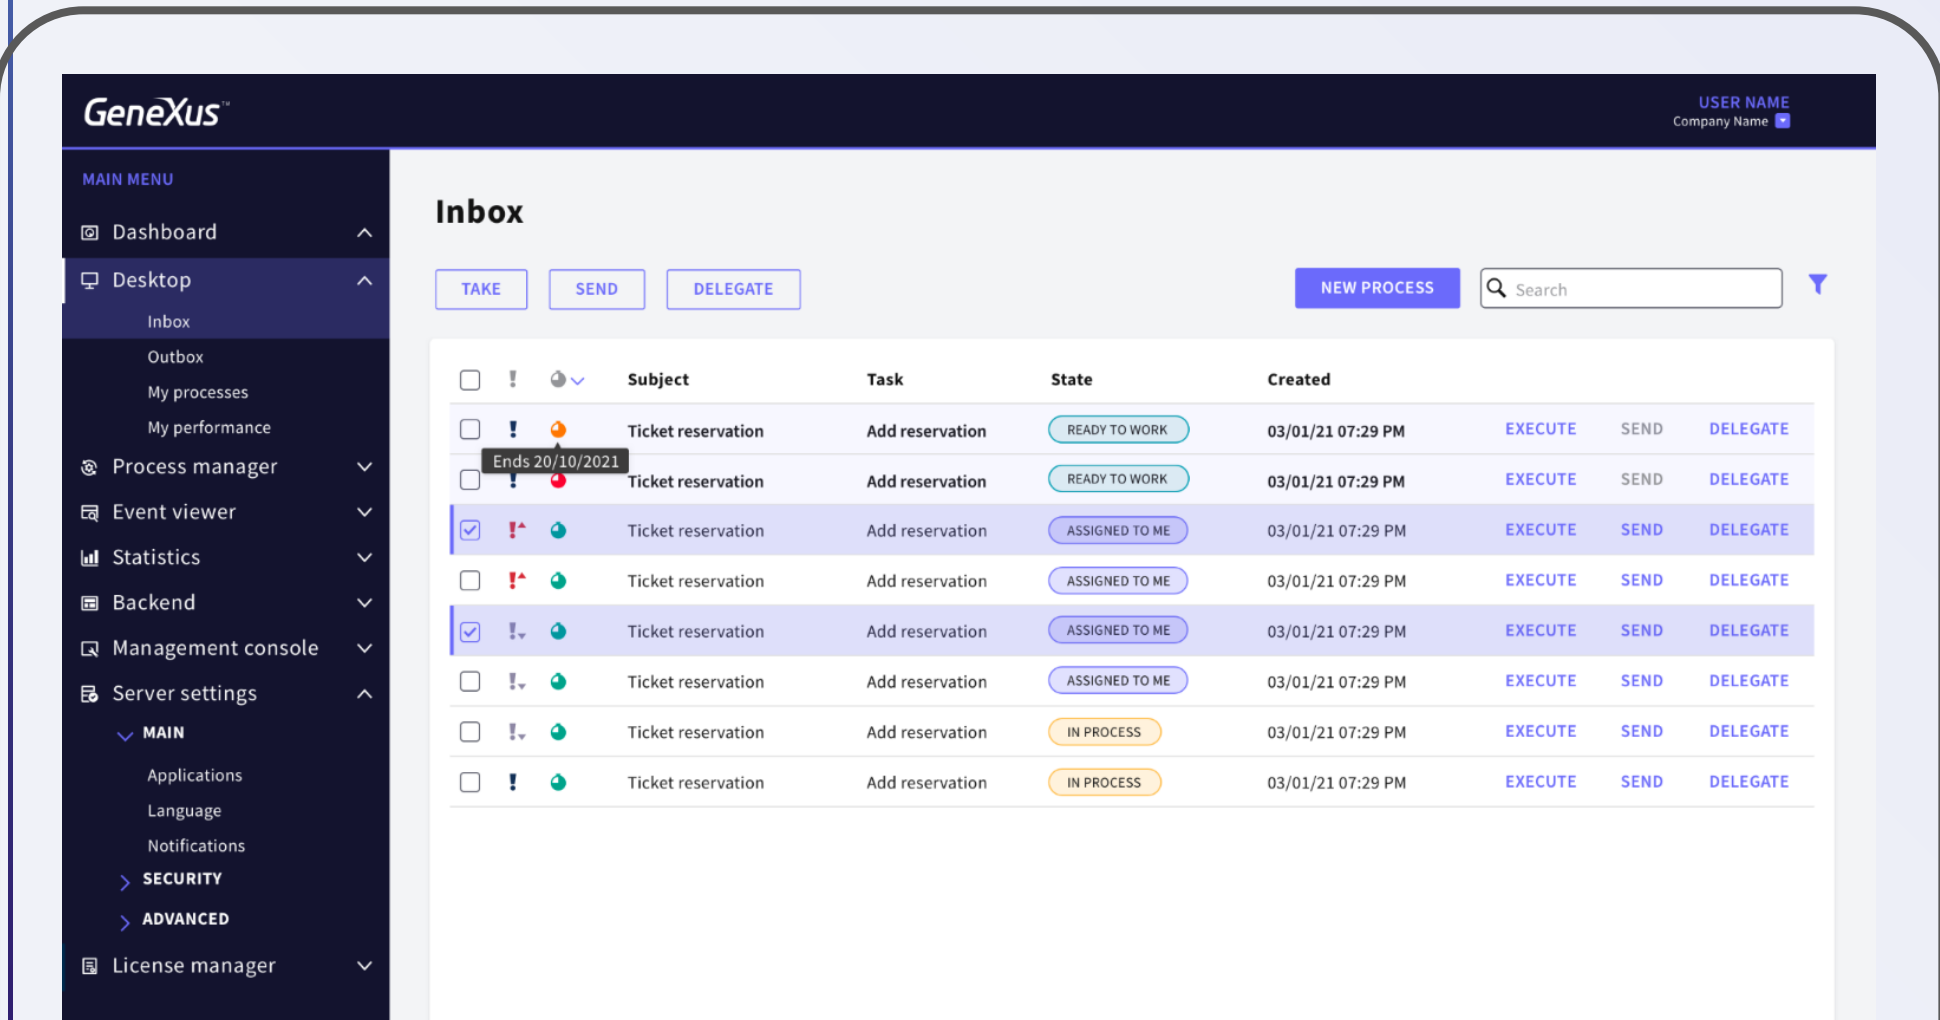 GeneXus™
USER NAME
Company Name
MAIN MENU
Dashboard
Desktop
Inbox
Outbox
My processes
My performance
Process manager
Event viewer
Statistics
Backend
Management console
Server settings
MAIN
Applications
Language
Notifications
SECURITY
ADVANCED
License manager
Inbox
TAKE SEND DELEGATE NEW PROCESS Search
Subject Task State Created
Ticket reservation Add reservation READY TO WORK 03/01/21 07:29 PM EXECUTE SEND DELEGATE
Ends 20/10/2021
Ticket reservation Add reservation READY TO WORK 03/01/21 07:29 PM EXECUTE SEND DELEGATE
Ticket reservation Add reservation ASSIGNED TO ME 03/01/21 07:29 PM EXECUTE SEND DELEGATE
Ticket reservation Add reservation ASSIGNED TO ME 03/01/21 07:29 PM EXECUTE SEND DELEGATE
Ticket reservation Add reservation ASSIGNED TO ME 03/01/21 07:29 PM EXECUTE SEND DELEGATE
Ticket reservation Add reservation ASSIGNED TO ME 03/01/21 07:29 PM EXECUTE SEND DELEGATE
Ticket reservation Add reservation IN PROCESS 03/01/21 07:29 PM EXECUTE SEND DELEGATE
Ticket reservation Add reservation IN PROCESS 03/01/21 07:29 PM EXECUTE SEND DELEGATE